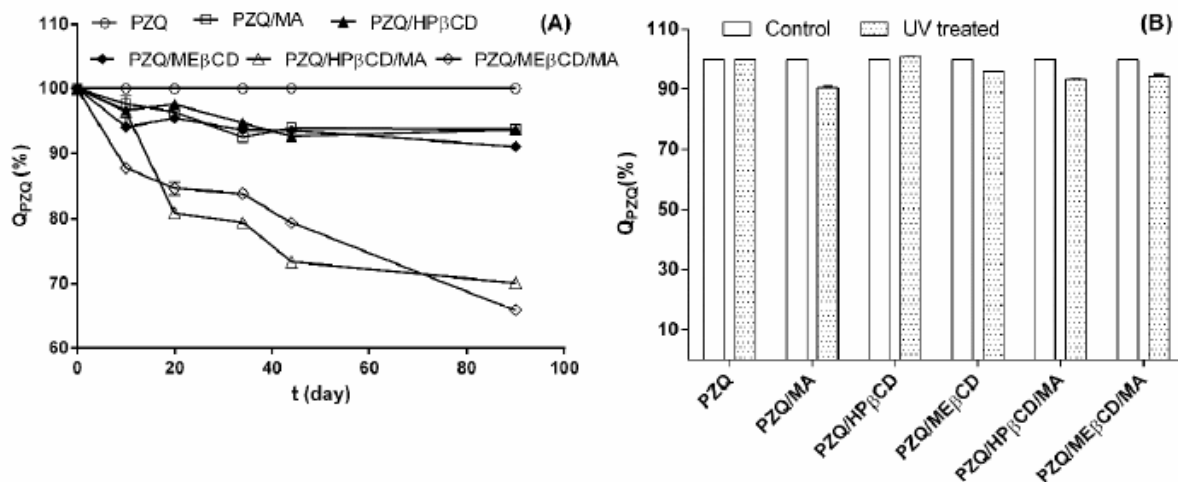 (A)
PZQ PZQ/MA PZQ/HPβCD
PZQ/MEβCD PZQ/HPβCD/MA PZQ/MEβCD/MA
110
100
90
80
70
60
QPZQ (%)
0 20 40 60 80 100
t (day)
(B)
Control UV treated
110
90
70
50
30
10
QPZQ(%)
PZQ
PZQ/MA
PZQ/HPβCD
PZQ/MEβCD
PZQ/HPβCD/MA
PZQ/MEβCD/MA